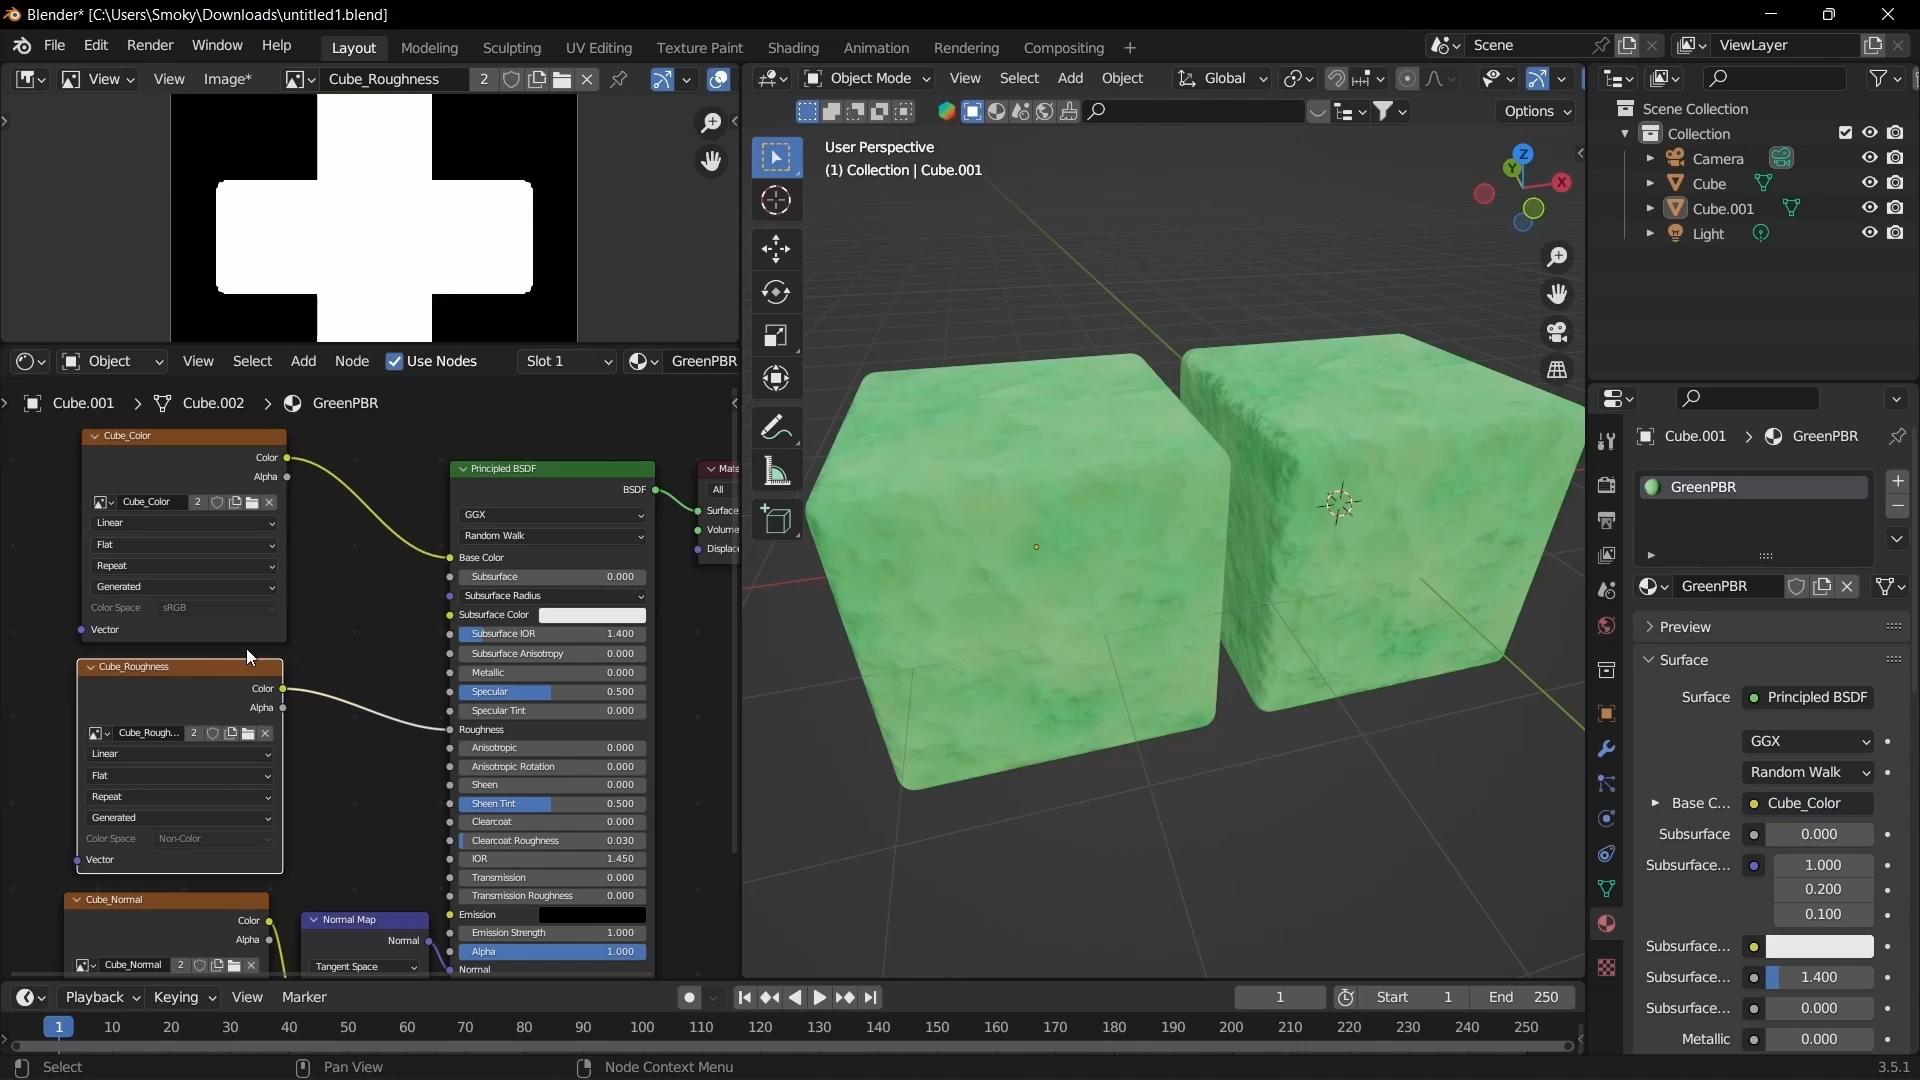 Blender* [C:\Users\Smoky\Downloads\untitled1.blend]
File Edit Render Window Help Layout Modeling Sculpting UV Editing Texture Paint Shading Animation Rendering Compositing + Scene ViewLayer
View View Image* Cube_Roughness 2
Object Mode View Select Add Object Global
Options
User Perspective
(1) Collection | Cube.001
Z
Y
X
Scene Collection
Collection
Camera
Cube
Cube.001
Light
Object View Select Add Node Use Nodes Slot 1 GreenPBR
Cube.001 > Cube.002 > GreenPBR
Cube_Color
Color
Alpha
Cube_Color 2
Linear
Flat
Repeat
Generated
Color Space sRGB
Vector
Cube_Roughness
Color
Alpha
Cube_Rough... 2
Linear
Flat
Repeat
Generated
Color Space Non-Color
Vector
Cube_Normal
Color
Alpha
Cube_Normal 2
Normal Map
Normal
Tangent Space
Principled BSDF
BSDF
GGX
Random Walk
Base Color
Subsurface 0.000
Subsurface Radius
Subsurface Color
Subsurface IOR 1.400
Subsurface Anisotropy 0.000
Metallic 0.000
Specular 0.500
Specular Tint 0.000
Roughness
Anisotropic 0.000
Anisotropic Rotation 0.000
Sheen 0.000
Sheen Tint 0.500
Clearcoat 0.000
Clearcoat Roughness 0.030
IOR 1.450
Transmission 0.000
Transmission Roughness 0.000
Emission
Emission Strength 1.000
Alpha 1.000
Normal
Mate
All
Surface
Volume
Displac
Cube.001 > GreenPBR
GreenPBR
GreenPBR
Preview
Surface
Surface Principled BSDF
GGX
Random Walk
Base C... Cube_Color
Subsurface 0.000
Subsurface... 1.000
0.200
0.100
Subsurface...
Subsurface... 1.400
Subsurface... 0.000
Metallic 0.000
Playback Keying View Marker 1 Start 1 End 250
1 10 20 30 40 50 60 70 80 90 100 110 120 130 140 150 160 170 180 190 200 210 220 230 240 250
Select Pan View Node Context Menu 3.5.1